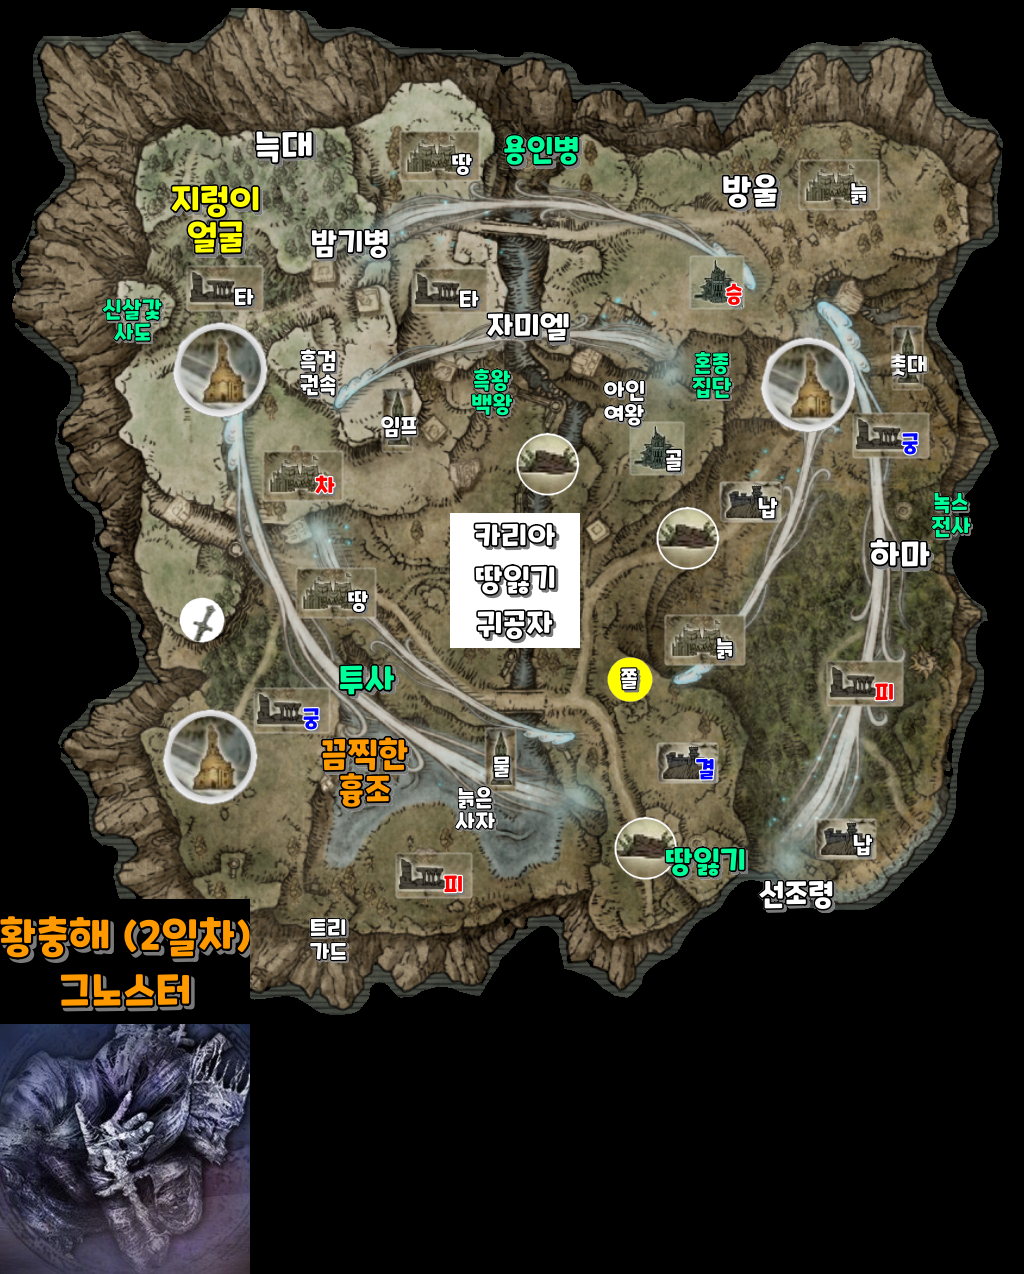 늑대
땅
용인병
지렁이
얼굴
방울
늙
밤기병
타
타
승
신살갗
사도
자미엘
흑검
권속
흑왕
백왕
아인
여왕
혼종
집단
촛대
임프
궁
골
차
납
녹스
전사
카리아
땅잃기
귀공자
하마
땅
늙
투사
쫄
피
궁
끔찍한
흉조
물
결
늙은
사자
납
땅잃기
피
선조령
트리
가드
황충해 (2일차)
그노스터